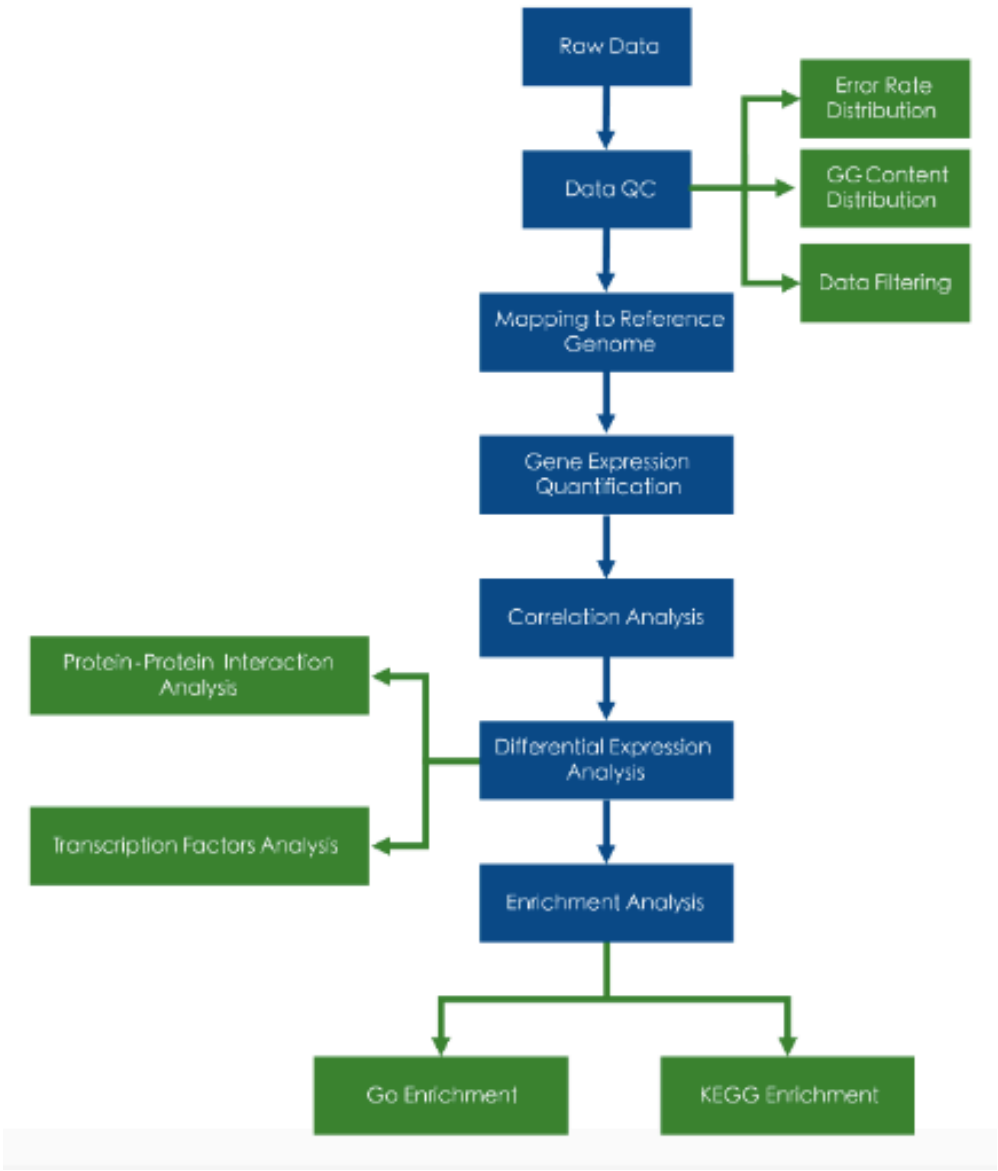 Raw Data
Error Rate
Distribution
Data QC
GG Content
Distribution
Data Filtering
Mapping to Reference
Genome
Gene Expression
Quantification
Correlation Analysis
Protein-Protein Interaction
Analysis
Differential Expression
Analysis
Transcription Factors Analysis
Enrichment Analysis
Go Enrichment
KEGG Enrichment